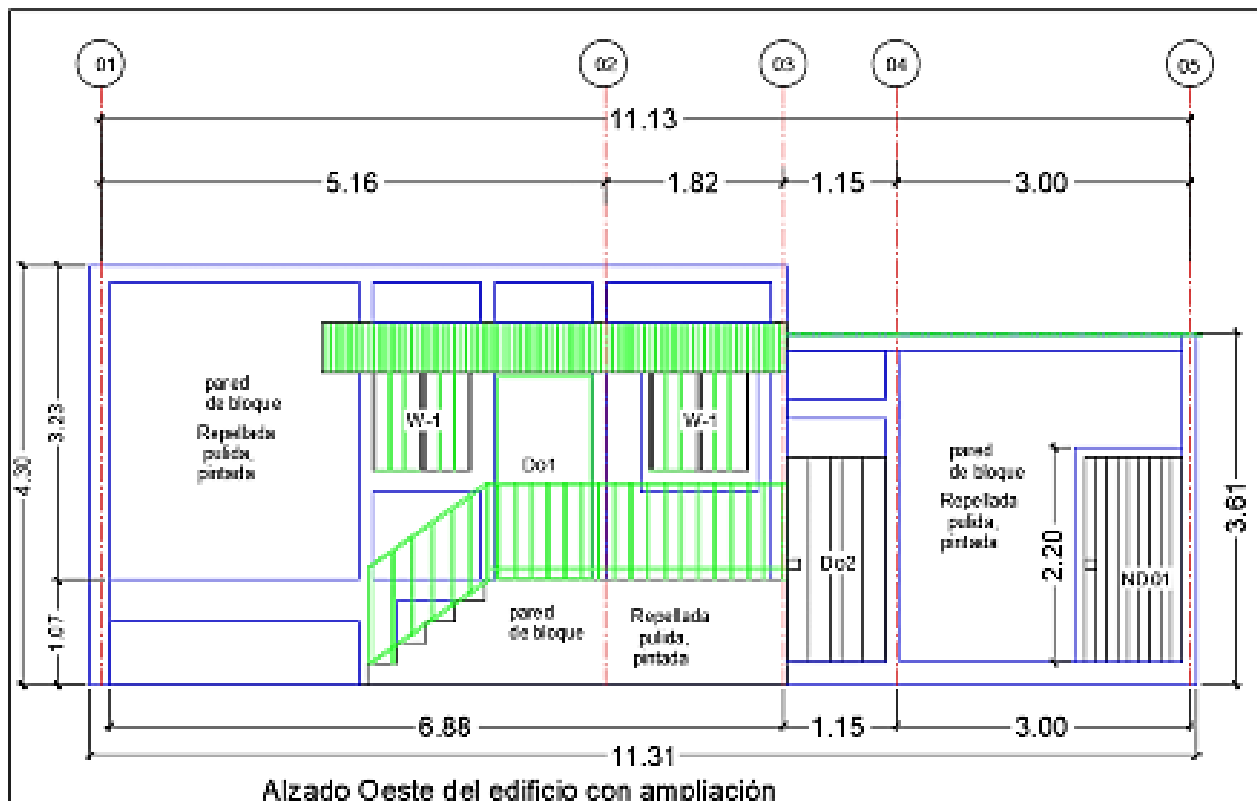 01 02 03 04 05
11.13
5.16 1.82 1.15 3.00
pared
de bloque
Repellada
pulida,
pintada
W-1
W-1
Do1
3.23
4.30
1.07
pared
de bloque
Repellada
pulida,
pintada
Do2
pared
de bloque
Repellada
pulida,
pintada
2.20
ND.01
3.61
6.88 1.15 3.00
11.31
Alzado Oeste del edificio con ampliación